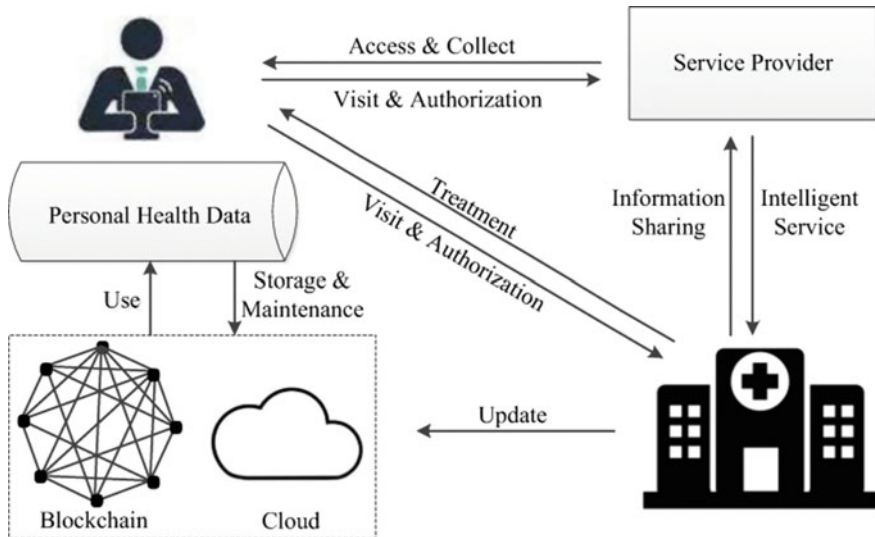 Access & Collect
Service Provider
Visit & Authorization
Treatment
Visit & Authorization
Information
Sharing
Intelligent
Service
Personal Health Data
Use
Storage &
Maintenance
Update
Blockchain
Cloud